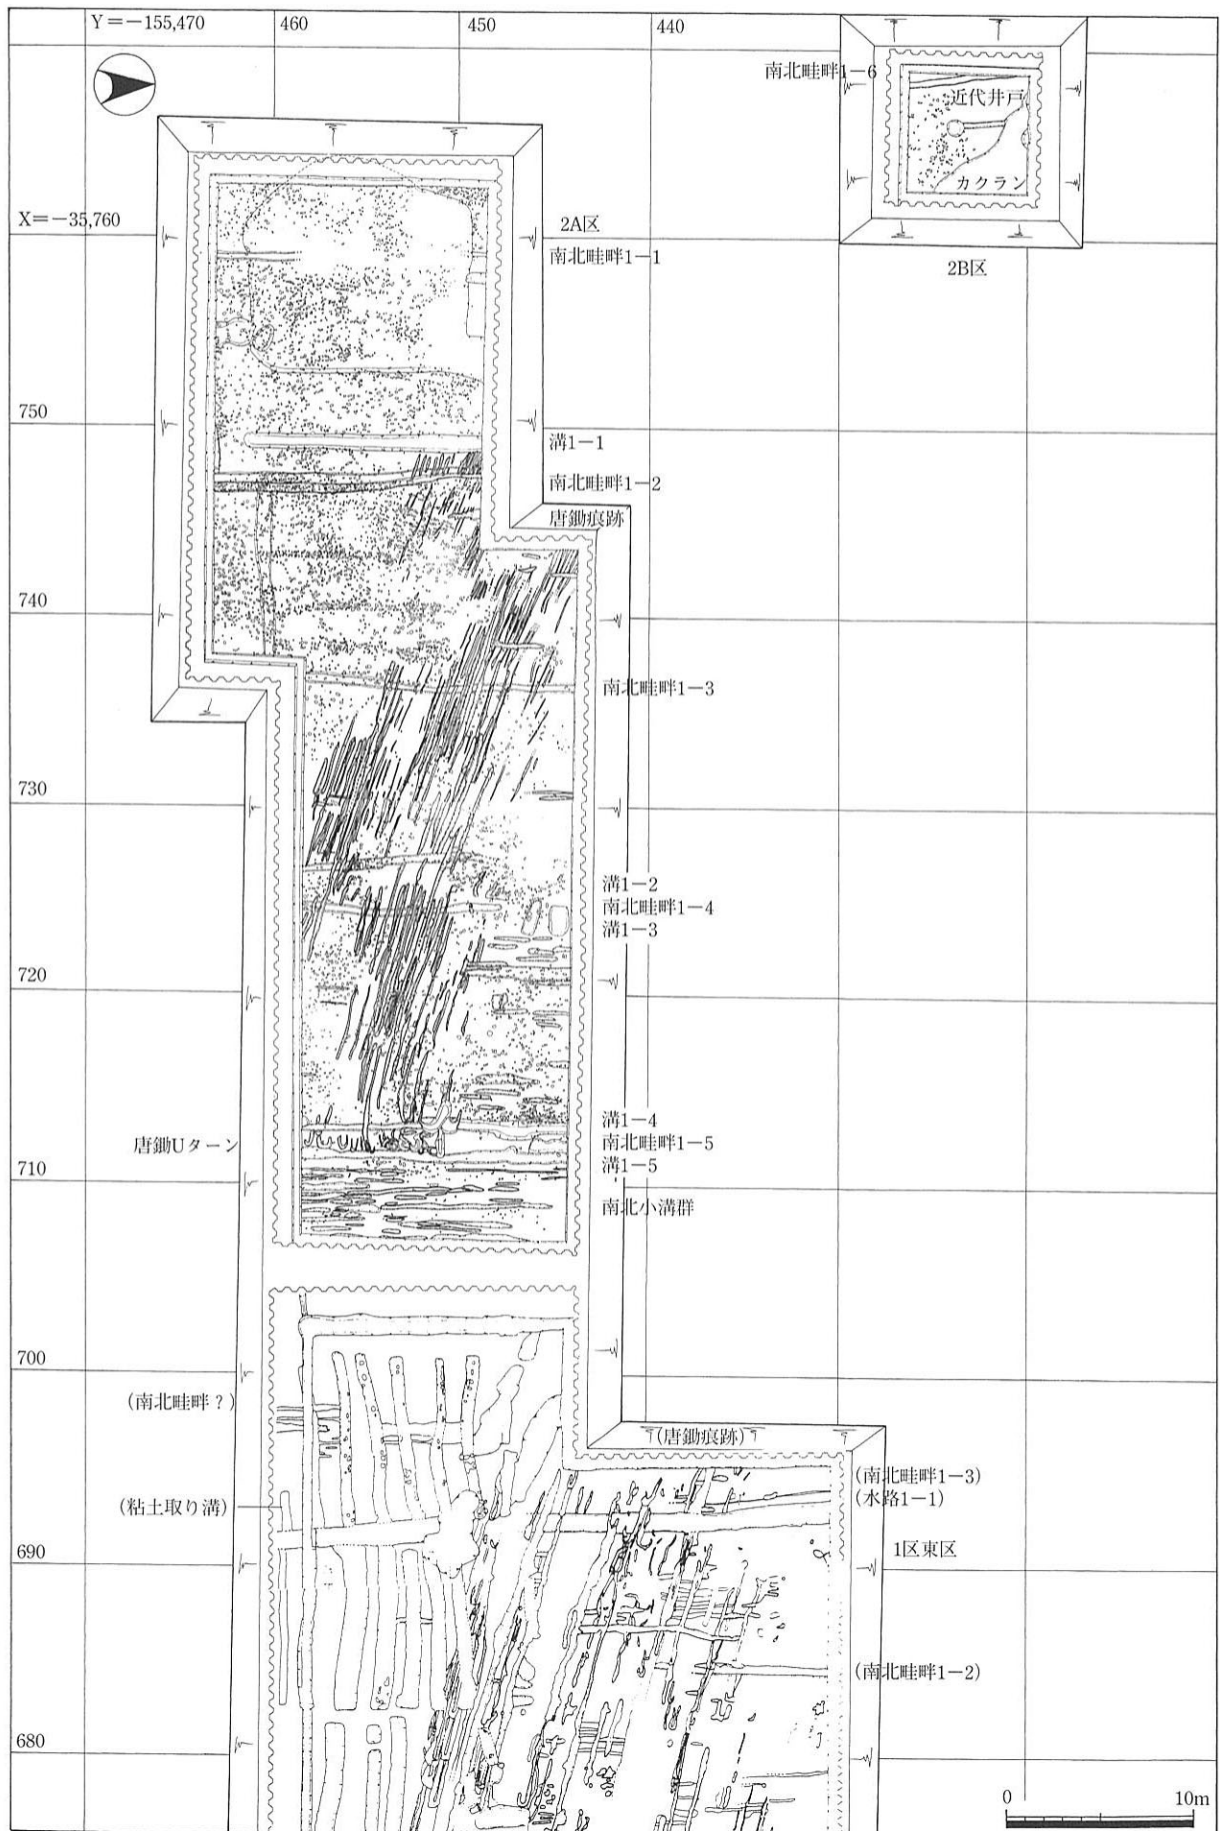 Y=−155,470
460
450
440
南北畦畔1−6
近代井戸
カクラン
2B区
X=−35,760
2A区
南北畦畔1−1
750
溝1−1
南北畦畔1−2
唐鋤痕跡
740
南北畦畔1−3
730
溝1−2
南北畦畔1−4
溝1−3
720
溝1−4
唐鋤Uターン
南北畦畔1−5
溝1−5
710
南北小溝群
700
(南北畦畔?)
(唐鋤痕跡)
(南北畦畔1−3)
(粘土取り溝)
(水路1−1)
690
1区東区
(南北畦畔1−2)
680
0
10m